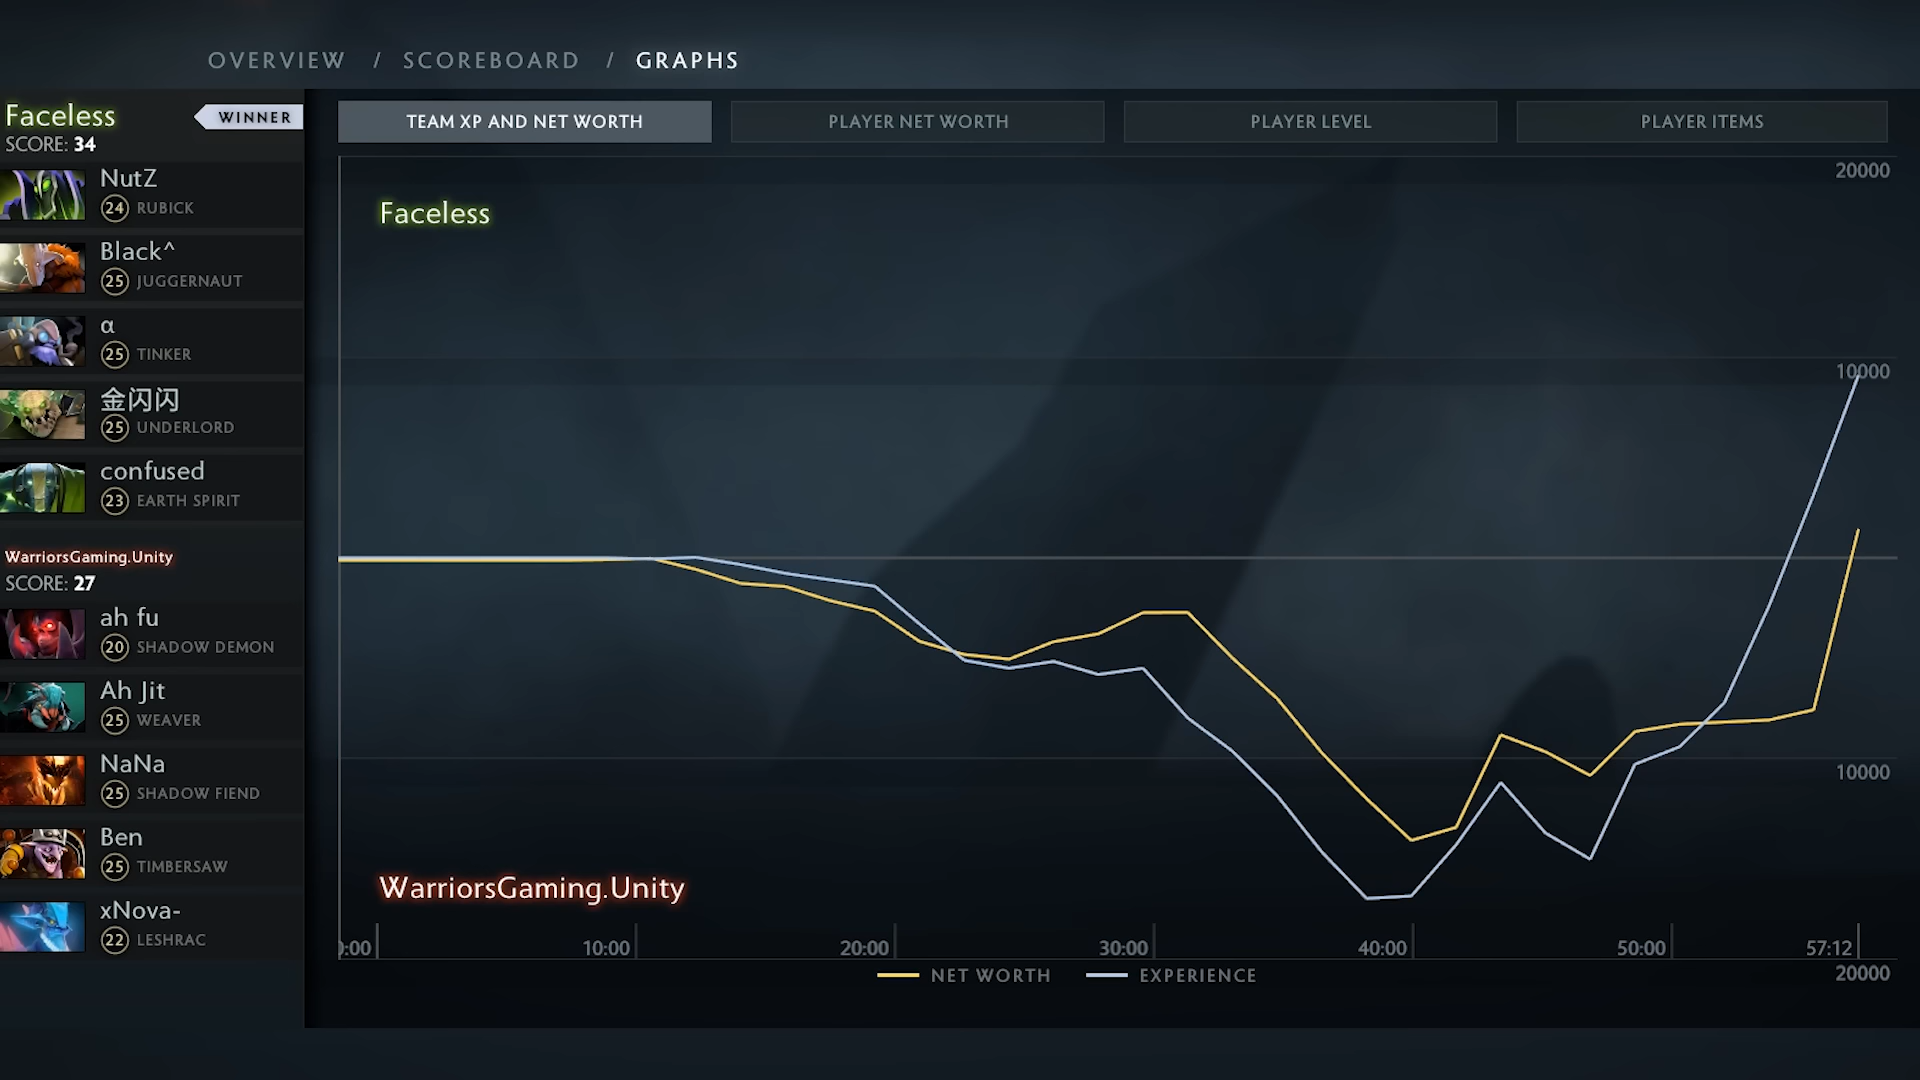 OVERVIEW / SCOREBOARD / GRAPHS
Faceless
WINNER
SCORE: 34
NutZ
24 RUBICK
Black^
25 JUGGERNAUT
α
25 TINKER
金闪闪
25 UNDERLORD
confused
23 EARTH SPIRIT
WarriorsGaming.Unity
SCORE: 27
ah fu
20 SHADOW DEMON
Ah Jit
25 WEAVER
NaNa
25 SHADOW FIEND
Ben
25 TIMBERSAW
xNova-
22 LESHRAC
TEAM XP AND NET WORTH PLAYER NET WORTH PLAYER LEVEL PLAYER ITEMS
20000
Faceless
10000
10000
WarriorsGaming.Unity
0:00 10:00 20:00 30:00 40:00 50:00 57:12
20000
NET WORTH EXPERIENCE